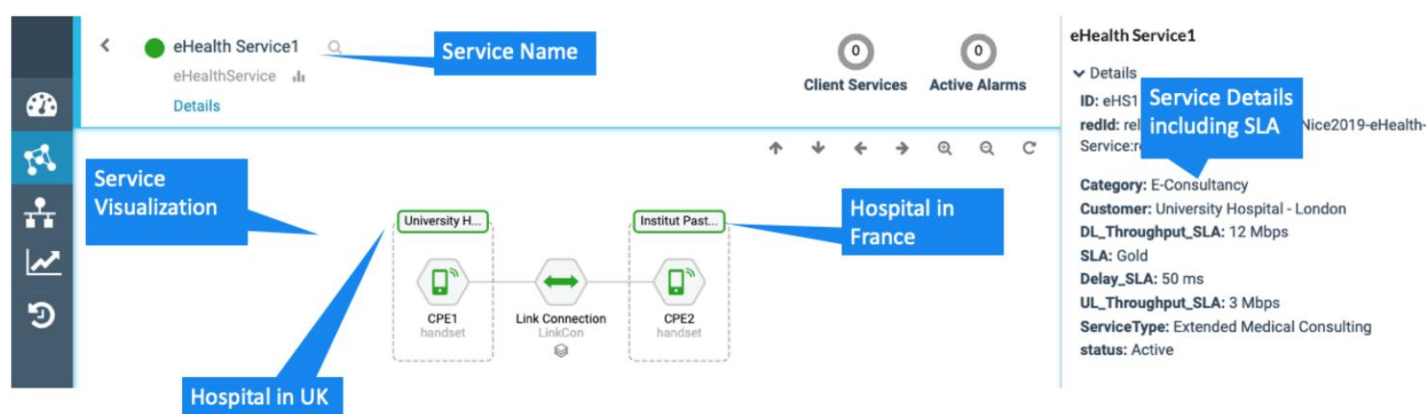 eHealth Service1
eHealthService
Details
Service Name
0
Client Services
0
Active Alarms
Service
Visualization
University H...
Institut Past...
Hospital in
France
CPE1
handset
Link Connection
LinkCon
CPE2
handset
Hospital in UK
eHealth Service1
Details
ID: eHS1
Service Details
including SLA
redId: rel
Nice2019-eHealth-
Service:r
Category: E-Consultancy
Customer: University Hospital - London
DL_Throughput_SLA: 12 Mbps
SLA: Gold
Delay_SLA: 50 ms
UL_Throughput_SLA: 3 Mbps
ServiceType: Extended Medical Consulting
status: Active